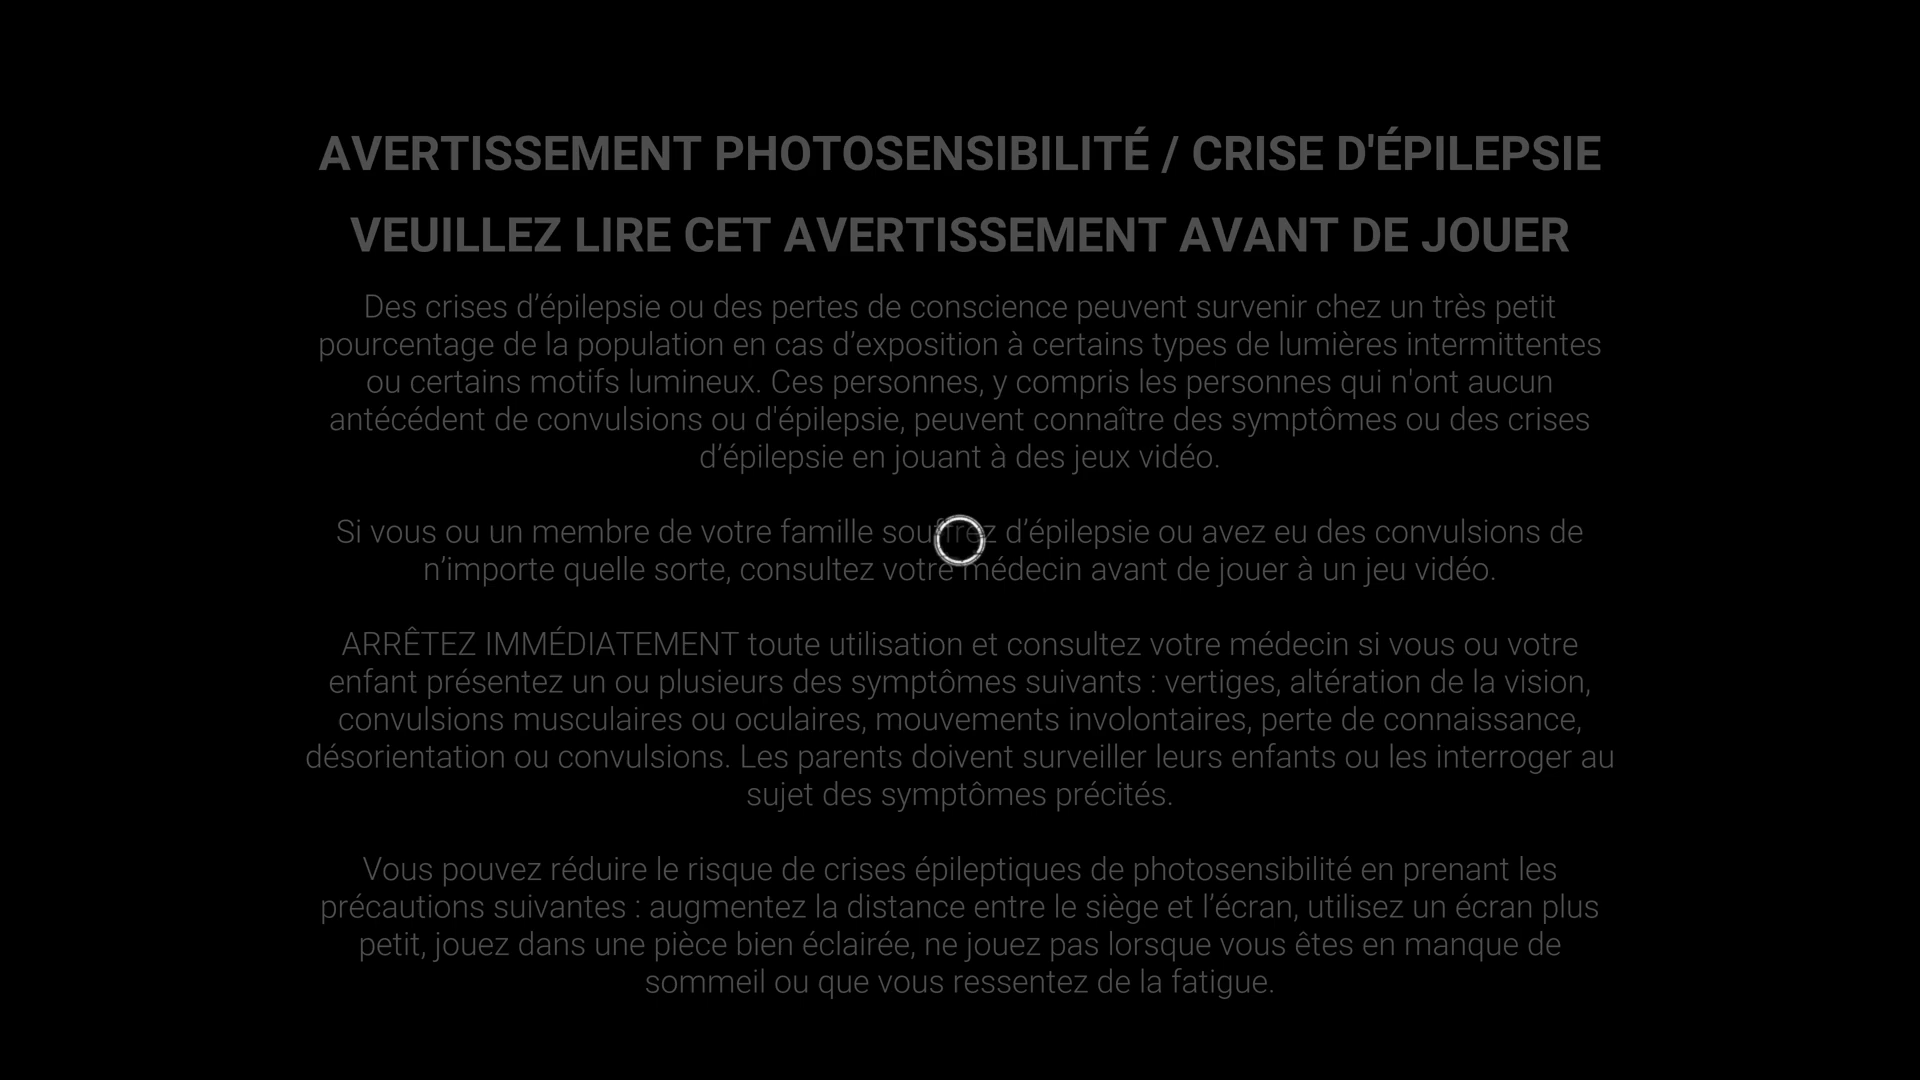 AVERTISSEMENT PHOTOSENSIBILITÉ / CRISE D'ÉPILEPSIE
VEUILLEZ LIRE CET AVERTISSEMENT AVANT DE JOUER
Des crises d’épilepsie ou des pertes de conscience peuvent survenir chez un très petit
pourcentage de la population en cas d’exposition à certains types de lumières intermittentes
ou certains motifs lumineux. Ces personnes, y compris les personnes qui n'ont aucun
antécédent de convulsions ou d'épilepsie, peuvent connaître des symptômes ou des crises
d’épilepsie en jouant à des jeux vidéo.
Si vous ou un membre de votre famille souffrez d’épilepsie ou avez eu des convulsions de
n’importe quelle sorte, consultez votre médecin avant de jouer à un jeu vidéo.
ARRÊTEZ IMMÉDIATEMENT toute utilisation et consultez votre médecin si vous ou votre
enfant présentez un ou plusieurs des symptômes suivants : vertiges, altération de la vision,
convulsions musculaires ou oculaires, mouvements involontaires, perte de connaissance,
désorientation ou convulsions. Les parents doivent surveiller leurs enfants ou les interroger au
sujet des symptômes précités.
Vous pouvez réduire le risque de crises épileptiques de photosensibilité en prenant les
précautions suivantes : augmentez la distance entre le siège et l’écran, utilisez un écran plus
petit, jouez dans une pièce bien éclairée, ne jouez pas lorsque vous êtes en manque de
sommeil ou que vous ressentez de la fatigue.